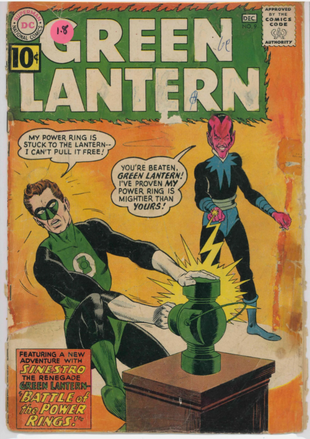 DC
1-8
10¢
GREEN
LANTERN
DEC.
APPROVED
BY THE
COMICS
CODE
AUTHORITY
MY POWER RING IS
STUCK TO THE LANTERN--
I CAN'T PULL IT FREE!
YOU'RE BEATEN,
GREEN LANTERN!
I'VE PROVEN MY
POWER RING IS
MIGHTIER THAN
YOURS!
FEATURING A NEW
ADVENTURE WITH
SINESTRO
THE RENEGADE
GREEN LANTERN--
"BATTLE of
the POWER
RINGS!"